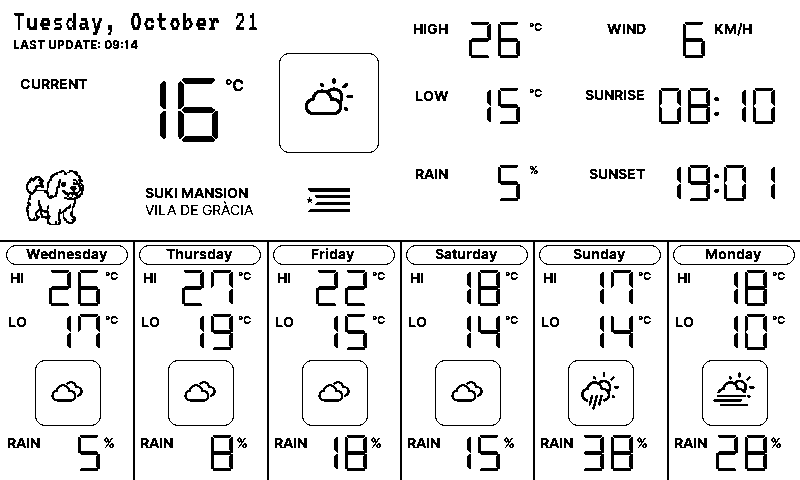 Tuesday, October 21
LAST UPDATE: 09:14
CURRENT 16 °C
SUKI MANSION
VILA DE GRÀCIA
HIGH 26 °C
LOW 15 °C
RAIN 5 %
WIND 6 KM/H
SUNRISE 08:10
SUNSET 19:01
Wednesday
HI 26 °C
LO 17 °C
RAIN 5 %
Thursday
HI 27 °C
LO 19 °C
RAIN 8 %
Friday
HI 22 °C
LO 15 °C
RAIN 18 %
Saturday
HI 18 °C
LO 14 °C
RAIN 15 %
Sunday
HI 17 °C
LO 14 °C
RAIN 38 %
Monday
HI 18 °C
LO 10 °C
RAIN 28 %